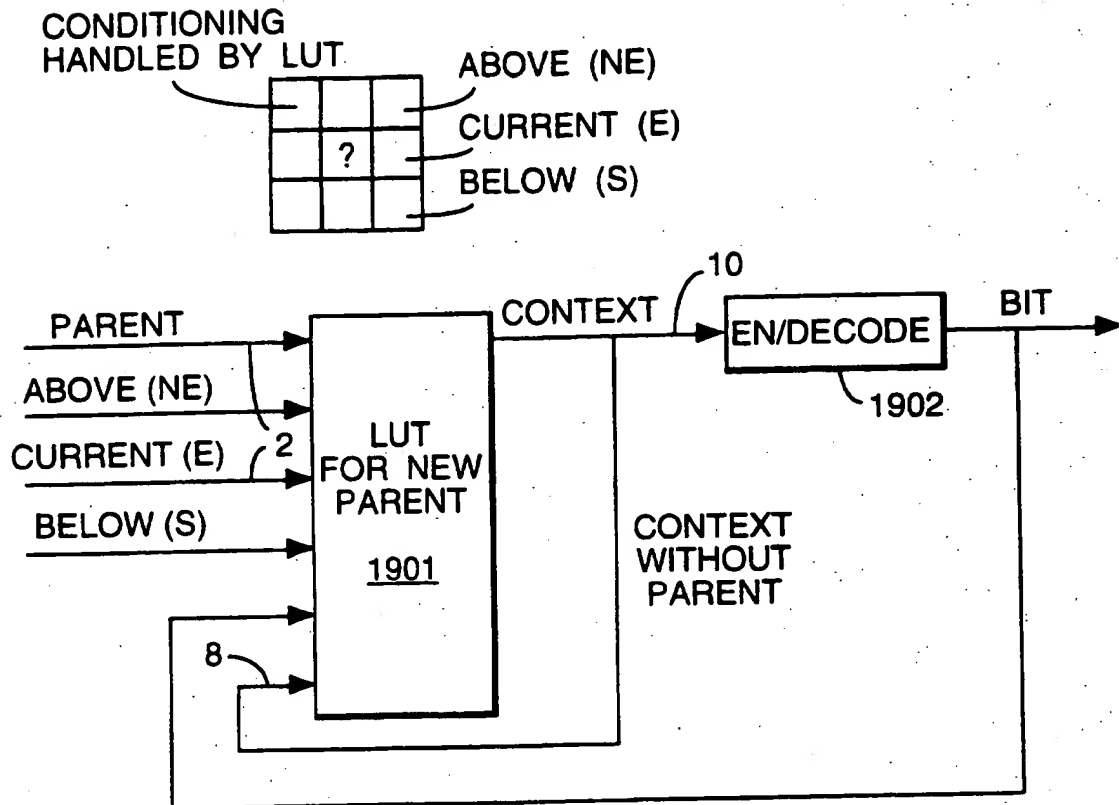 CONDITIONING
HANDLED BY LUT
ABOVE (NE)
CURRENT (E)
?
BELOW (S)
10
PARENT
CONTEXT
BIT
EN/DECODE
ABOVE (NE)
1902
CURRENT (E)
2
LUT
FOR NEW
PARENT
BELOW (S)
1901
CONTEXT
WITHOUT
PARENT
8